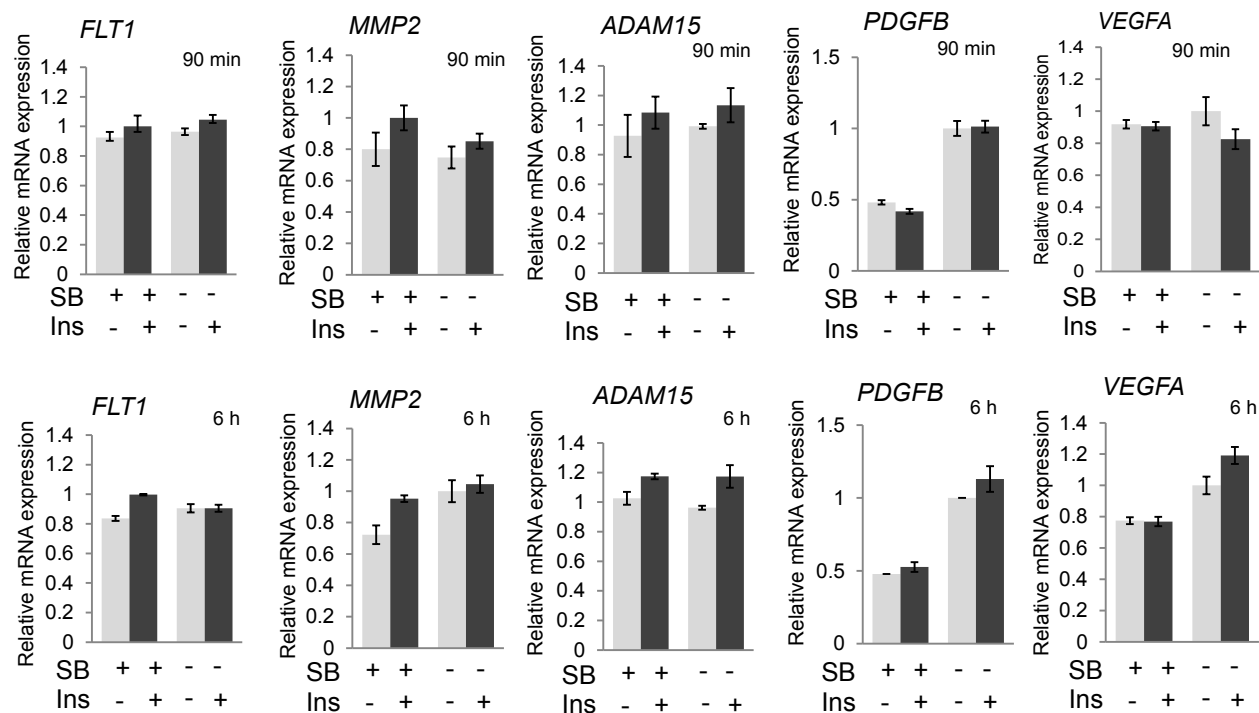 FLT1
90 min
Relative mRNA expression
1.4
1.2
1
0.8
0.6
0.4
0.2
0
SB + + - -
Ins - + - +
MMP2
90 min
Relative mRNA expression
1.4
1.2
1
0.8
0.6
0.4
0.2
0
+ + - -
- + - +
ADAM15
90 min
Relative mRNA expression
1.4
1.2
1
0.8
0.6
0.4
0.2
0
SB + + - -
Ins - + - +
PDGFB
90 min
Relative mRNA expression
1.5
1
0.5
0
+ + - -
- + - +
VEGFA
90 min
Relative mRNA expression
1.4
1.2
1
0.8
0.6
0.4
0.2
0
SB + + - -
Ins - + - +
FLT1
6 h
Relative mRNA expression
1.4
1.2
1
0.8
0.6
0.4
0.2
0
SB + + - -
Ins - + - +
MMP2
6 h
Relative mRNA expression
1.4
1.2
1
0.8
0.6
0.4
0.2
0
+ + - -
- + - +
ADAM15
6 h
Relative mRNA expression
1.4
1.2
1
0.8
0.6
0.4
0.2
0
SB + + - -
Ins - + - +
PDGFB
6 h
Relative mRNA expression
1.5
1
0.5
0
+ + - -
- + - +
VEGFA
6 h
Relative mRNA expression
1.4
1.2
1
0.8
0.6
0.4
0.2
0
SB + + - -
Ins - + - +